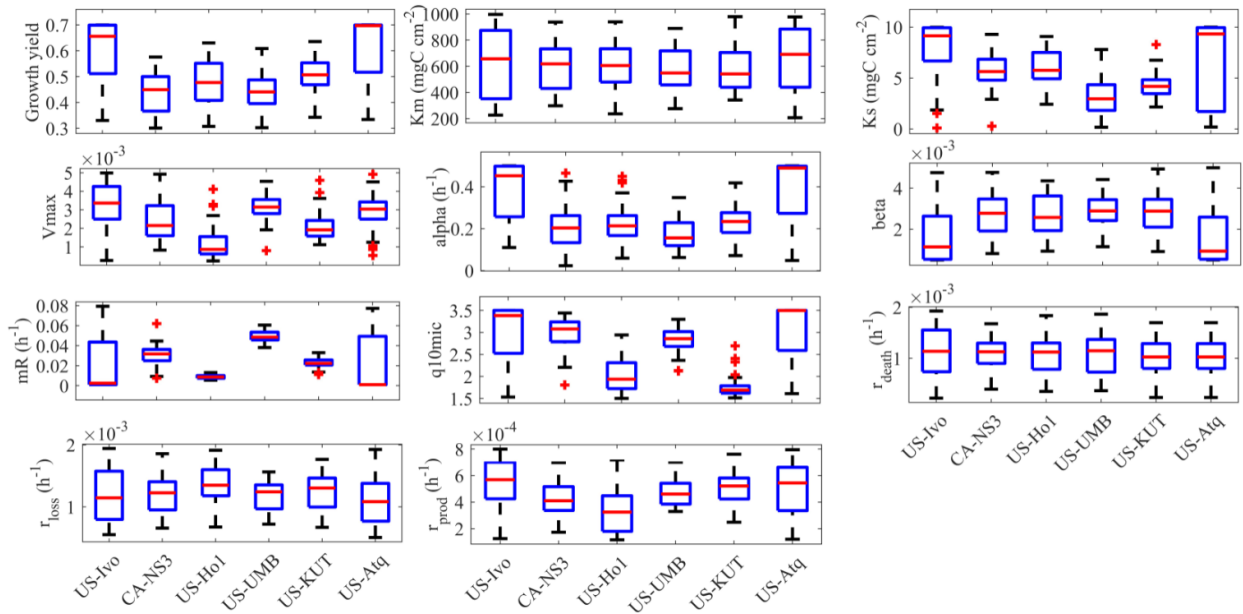 0.7
0.6
0.5
0.4
0.3
Growth yield
1000
800
600
400
200
Km (mgC cm-2)
10
5
0
Ks (mgC cm-2)
×10-3
5
4
3
2
1
Vmax
0.4
-0.2
0
alpha (h-1)
×10-3
4
2
beta
0.08
0.06
0.04
0.02
0
mR (h-1)
3.5
3
2.5
2
1.5
q10mic
×10-3
2
1
rdeath (h-1)
US-Ivo
CA-NS3
US-Ho1
US-UMB
US-KUT
US-Atq
×10-3
2
1
rloss (h-1)
US-Ivo
CA-NS3
US-Ho1
US-UMB
US-KUT
US-Atq
×10-4
8
6
4
2
rprod (h-1)
US-Ivo
CA-NS3
US-Ho1
US-UMB
US-KUT
US-Atq